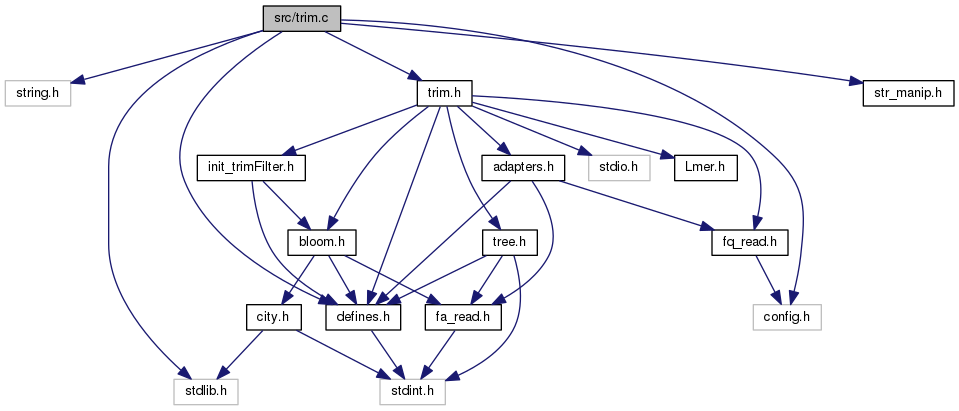 src/trim.c
string.h
trim.h
str_manip.h
init_trimFilter.h
adapters.h
stdio.h
Lmer.h
bloom.h
tree.h
fq_read.h
city.h
defines.h
fa_read.h
config.h
stdlib.h
stdint.h